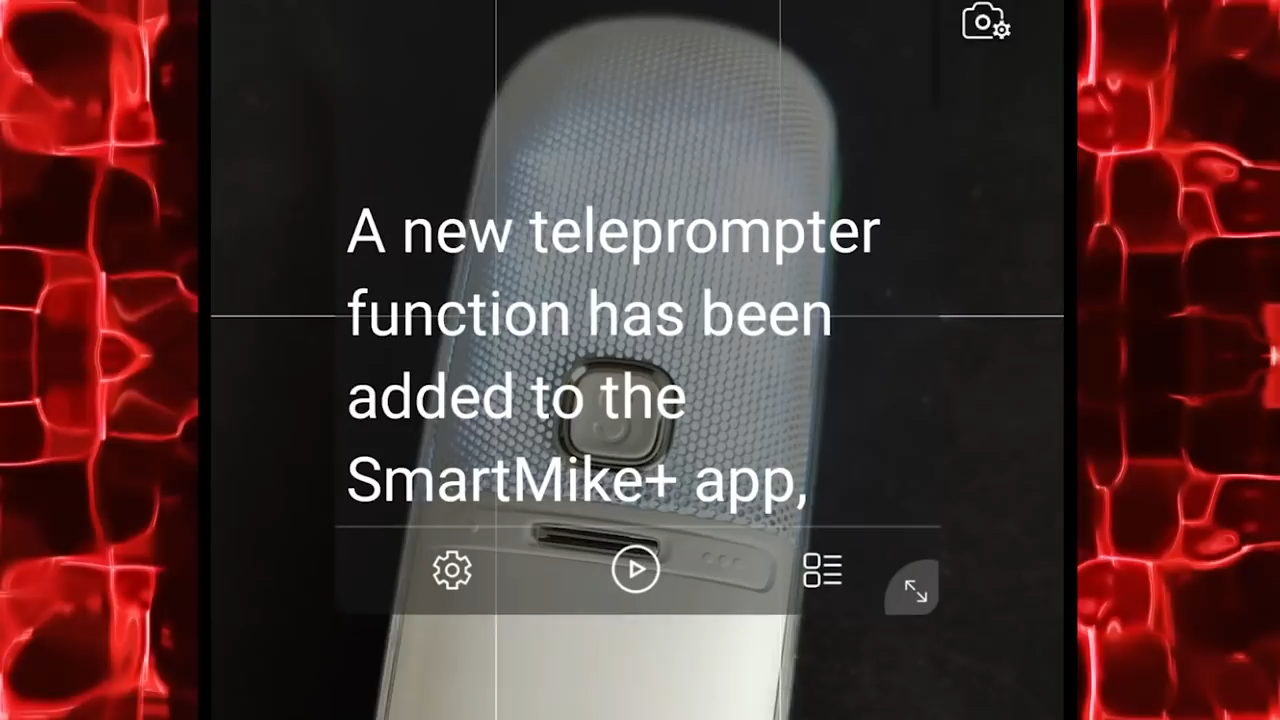 A new teleprompter
function has been
added to the
SmartMike+ app,